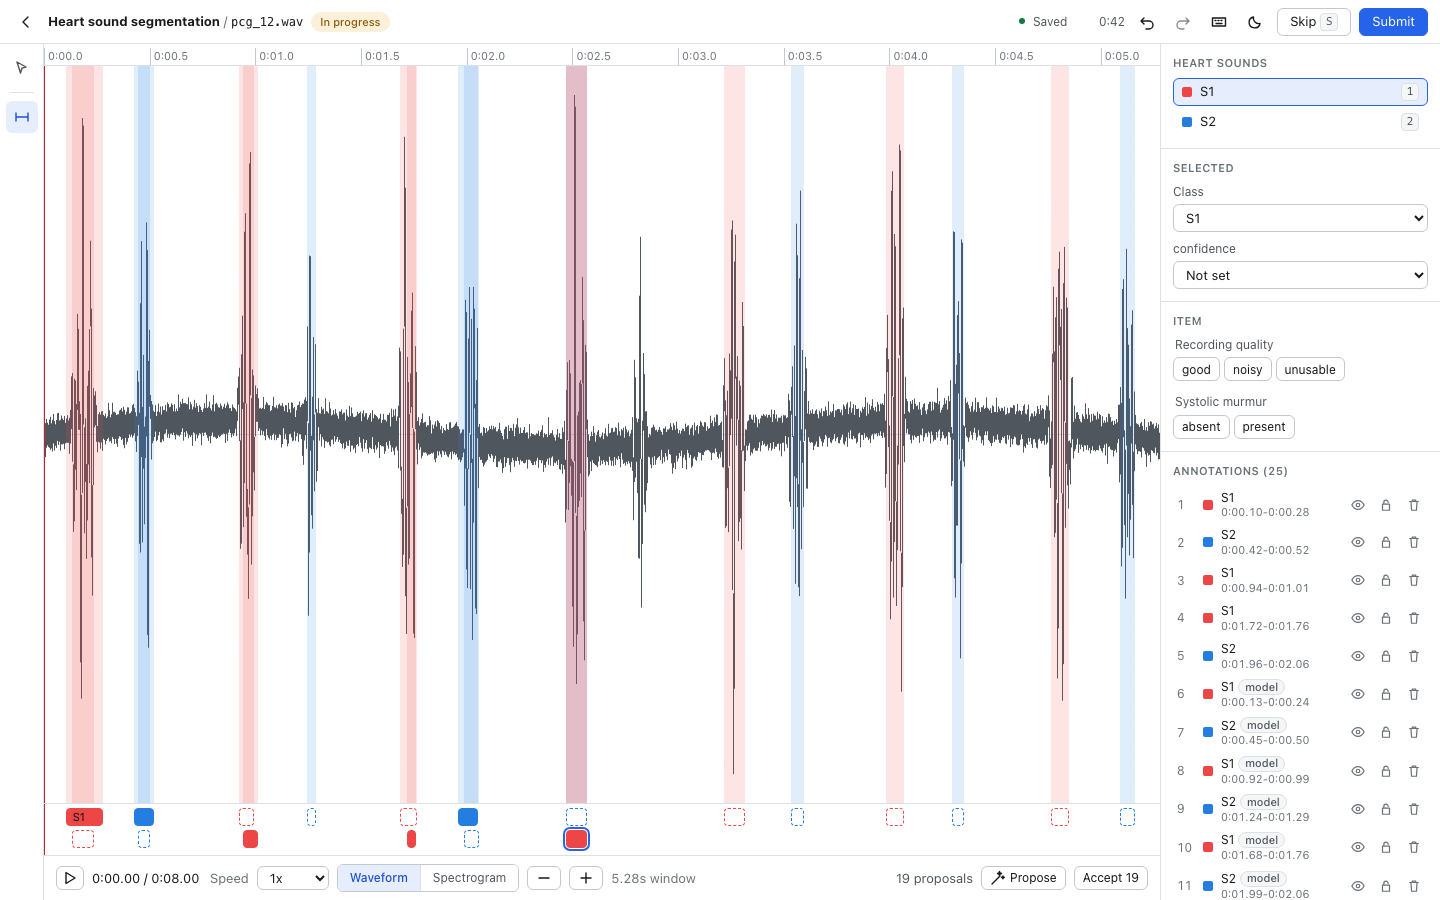 Heart sound segmentation / pcg_12.wav In progress
Saved 0:42 Skip S Submit
0:00.0 0:00.5 0:01.0 0:01.5 0:02.0 0:02.5 0:03.0 0:03.5 0:04.0 0:04.5 0:05.0
HEART SOUNDS
S1 1
S2 2
SELECTED
Class
S1
confidence
Not set
ITEM
Recording quality
good noisy unusable
Systolic murmur
absent present
ANNOTATIONS (25)
1 S1
0:00.10-0:00.28
2 S2
0:00.42-0:00.52
3 S1
0:00.94-0:01.01
4 S1
0:01.72-0:01.76
5 S2
0:01.96-0:02.06
6 S1 model
0:00.13-0:00.24
7 S2 model
0:00.45-0:00.50
8 S1 model
0:00.92-0:00.99
9 S2 model
0:01.24-0:01.29
10 S1 model
0:01.68-0:01.76
11 S2 model
0:01.99-0:02.06
S1
0:00.00 / 0:08.00 Speed 1x Waveform Spectrogram 5.28s window 19 proposals Propose Accept 19